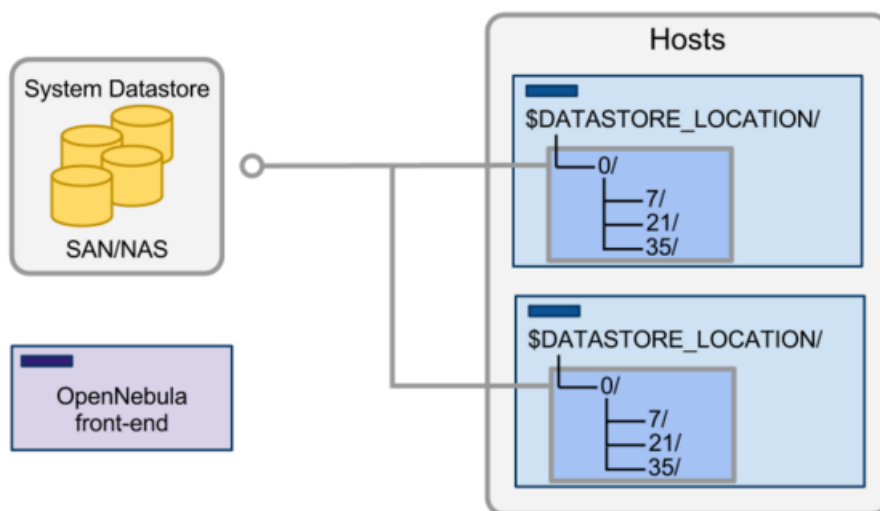 System Datastore
SAN/NAS
OpenNebula
front-end
Hosts
$DATASTORE_LOCATION/
0/
7/
21/
35/
$DATASTORE_LOCATION/
0/
7/
21/
35/